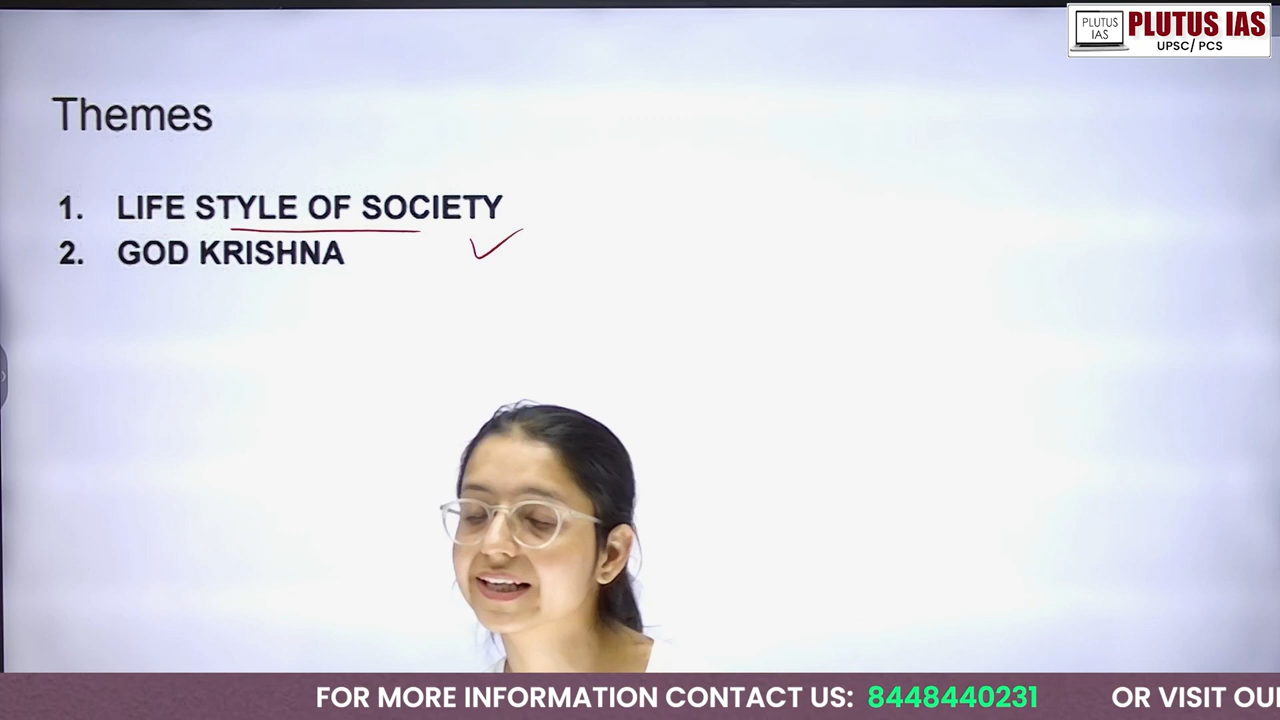 PLUTUS IAS
PLUTUS IAS
UPSC/ PCS
Themes
1. LIFE STYLE OF SOCIETY
2. GOD KRISHNA
FOR MORE INFORMATION CONTACT US: 8448440231 OR VISIT OU